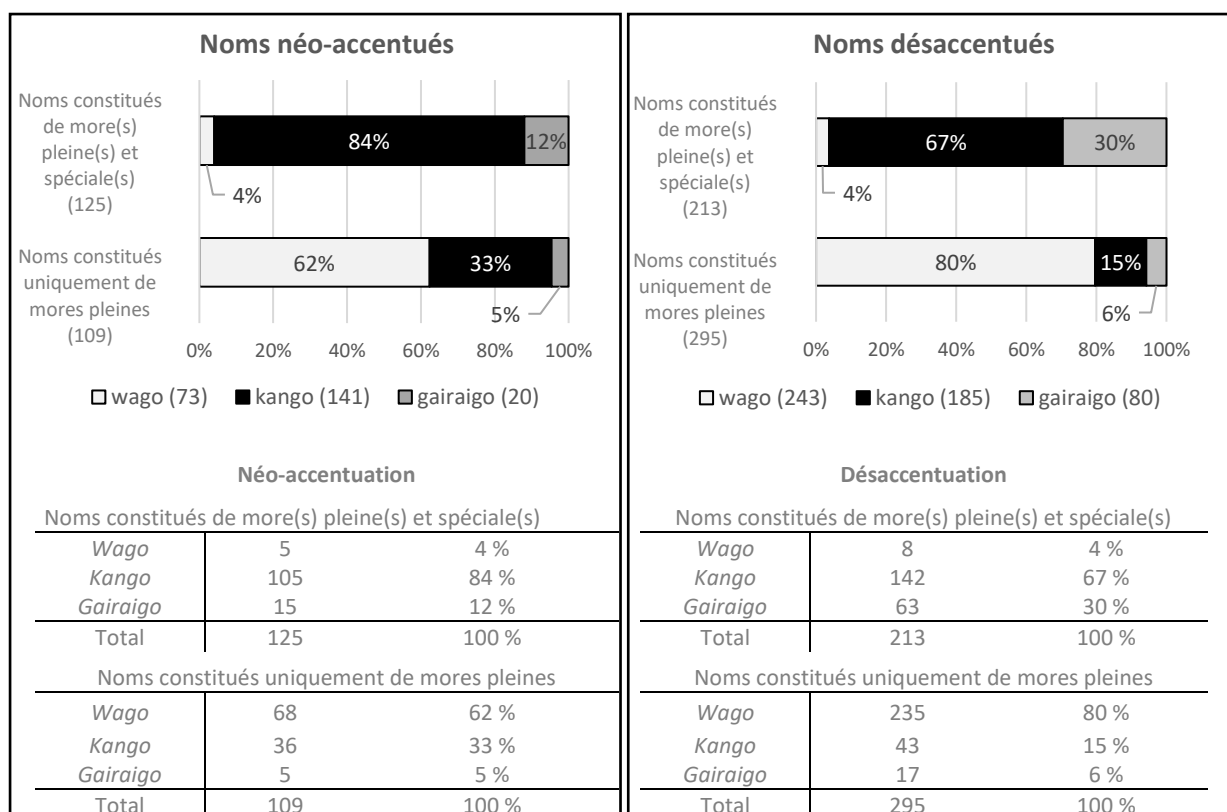 Noms néo-accentués
Noms constitués
de more(s)
pleine(s) et
spéciale(s)
(125)
84%
12%
4%
Noms constitués
uniquement de
mores pleines
(109)
62%
33%
5%
0% 20% 40% 60% 80% 100%
wago (73) kango (141) gairaigo (20)
Néo-accentuation
Noms constitués de more(s) pleine(s) et spéciale(s)
Wago 5 4 %
Kango 105 84 %
Gairaigo 15 12 %
Total 125 100 %
Noms constitués uniquement de mores pleines
Wago 68 62 %
Kango 36 33 %
Gairaigo 5 5 %
Total 109 100 %
Noms désaccentués
Noms constitués
de more(s)
pleine(s) et
spéciale(s)
(213)
67%
30%
4%
Noms constitués
uniquement de
mores pleines
(295)
80%
15%
6%
0% 20% 40% 60% 80% 100%
wago (243) kango (185) gairaigo (80)
Désaccentuation
Noms constitués de more(s) pleine(s) et spéciale(s)
Wago 8 4 %
Kango 142 67 %
Gairaigo 63 30 %
Total 213 100 %
Noms constitués uniquement de mores pleines
Wago 235 80 %
Kango 43 15 %
Gairaigo 17 6 %
Total 295 100 %